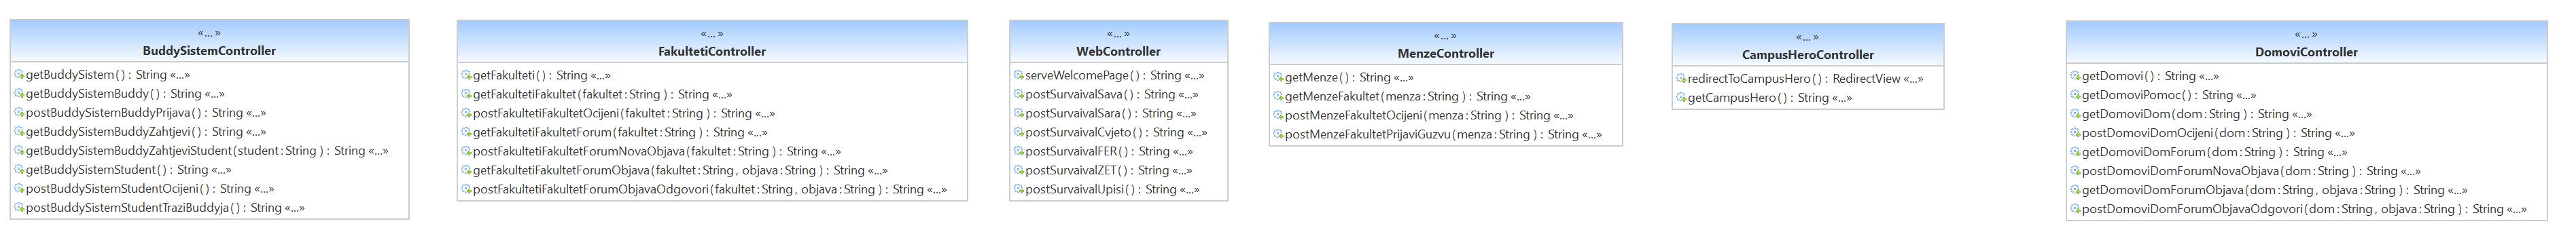 «...»
BuddySistemController
getBuddySistem() : String «...»
getBuddySistemBuddy() : String «...»
postBuddySistemBuddyPrijava() : String «...»
getBuddySistemBuddyZahtjevi() : String «...»
getBuddySistemBuddyZahtjeviStudent(student:String) : String «...»
getBuddySistemStudent() : String «...»
postBuddySistemStudentOcijeni() : String «...»
postBuddySistemStudentTraziBuddyja() : String «...»
«...»
FakultetiController
getFakulteti() : String «...»
getFakultetiFakultet(fakultet:String) : String «...»
postFakultetiFakultetOcijeni(fakultet:String) : String «...»
getFakultetiFakultetForum(fakultet:String) : String «...»
postFakultetiFakultetForumNovaObjava(fakultet:String) : String «...»
getFakultetiFakultetForumObjava(fakultet:String, objava:String) : String «...»
postFakultetiFakultetForumObjavaOdgovori(fakultet:String, objava:String) : String «...»
«...»
WebController
serveWelcomePage() : String «...»
postSurvaivalSava() : String «...»
postSurvaivalSara() : String «...»
postSurvaivalCvjeto() : String «...»
postSurvaivalFER() : String «...»
postSurvaivalZET() : String «...»
postSurvaivalUpisi() : String «...»
«...»
MenzeController
getMenze() : String «...»
getMenzeFakultet(menza:String) : String «...»
postMenzeFakultetOcijeni(menza:String) : String «...»
postMenzeFakultetPrijaviGuzvu(menza:String) : String «...»
«...»
CampusHeroController
redirectToCampusHero() : RedirectView «...»
getCampusHero() : String «...»
«...»
DomoviController
getDomovi() : String «...»
getDomoviPomoc() : String «...»
getDomoviDom(dom:String) : String «...»
postDomoviDomOcijeni(dom:String) : String «...»
getDomoviDomForum(dom:String) : String «...»
postDomoviDomForumNovaObjava(dom:String) : String «...»
getDomoviDomForumObjava(dom:String, objava:String) : String «...»
postDomoviDomForumObjavaOdgovori(dom:String, objava:String) : String «...»